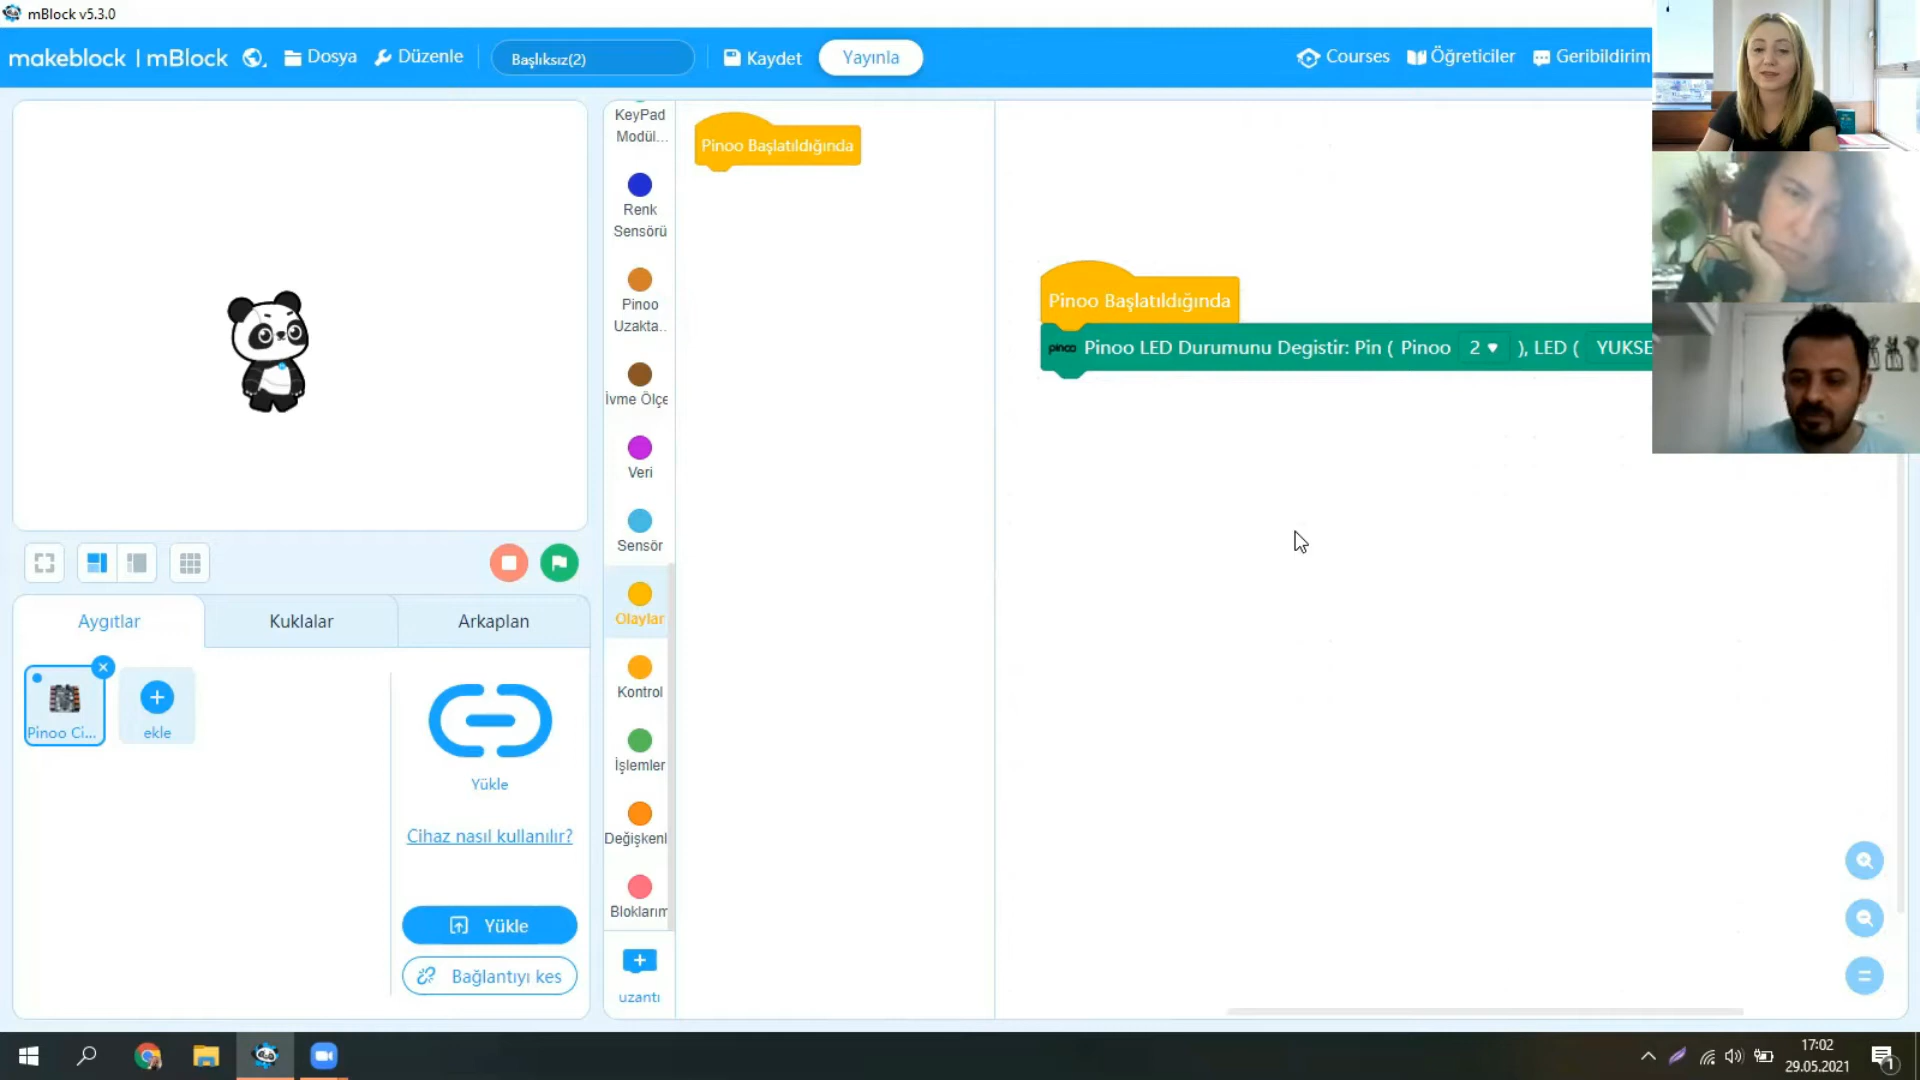 mBlock v5.3.0
makeblock | mBlock
Dosya
Düzenle
Başlıksız(2)
Kaydet
Yayınla
Courses
Öğreticiler
Geribildirim
KeyPad
Modül...
Renk
Sensörü
Pinoo
Uzakta..
İvme Ölçe
Veri
Sensör
Olaylar
Kontrol
İşlemler
Değişkenl
Bloklarım
uzantı
Pinoo Başlatıldığında
Pinoo Başlatıldığında
pinoo Pinoo LED Durumunu Degistir: Pin ( Pinoo 2 ), LED ( YUKSE
Aygıtlar
Kuklalar
Arkaplan
Pinoo Ci...
ekle
Yükle
Cihaz nasıl kullanılır?
Yükle
Bağlantıyı kes
17:02
29.05.2021
1